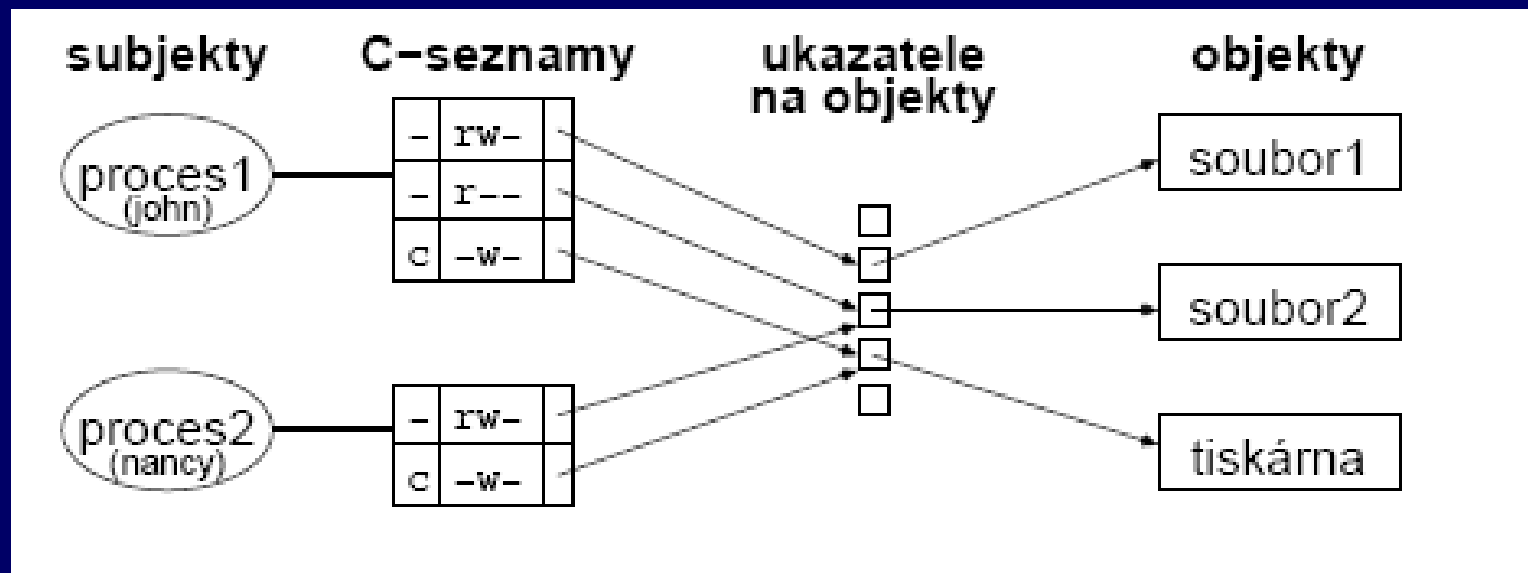 subjekty
C-seznamy
ukazatele
na objekty
objekty
proces1
(john)
- rw-
- r--
C -w-
soubor1
soubor2
proces2
(nancy)
- rw-
C -w-
tiskárna